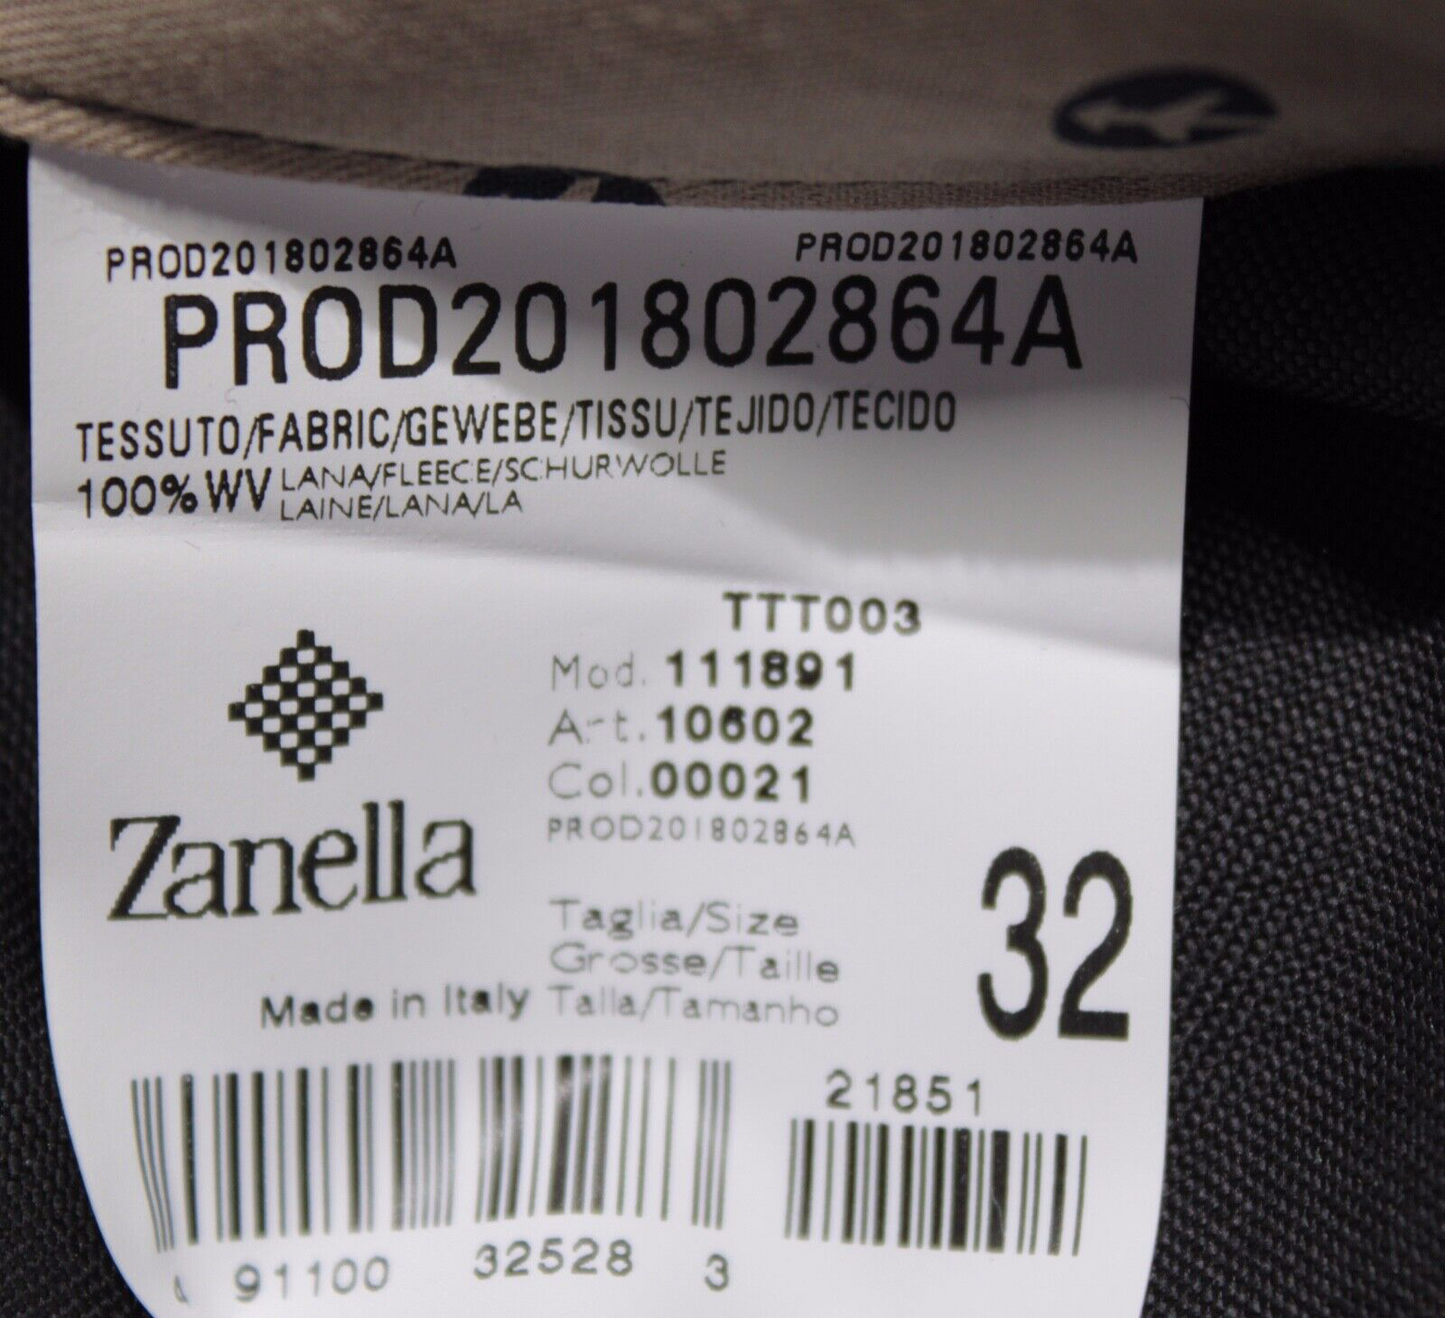 PROD201802864A PROD201802864A
PROD201802864A
TESSUTO/FABRIC/GEWEBE/TISSU/TEJIDO/TECIDO
100% WV LANA/FLEECE/SCHURWOLLE
LAINE/LANA/LA
TTT003
Mod. 111891
Art. 10602
Col. 00021
PROD201802864A
Zanella
32
Taglia/Size
Grosse/Taille
Made in Italy Talla/Tamanho
21851
91100 32528 3